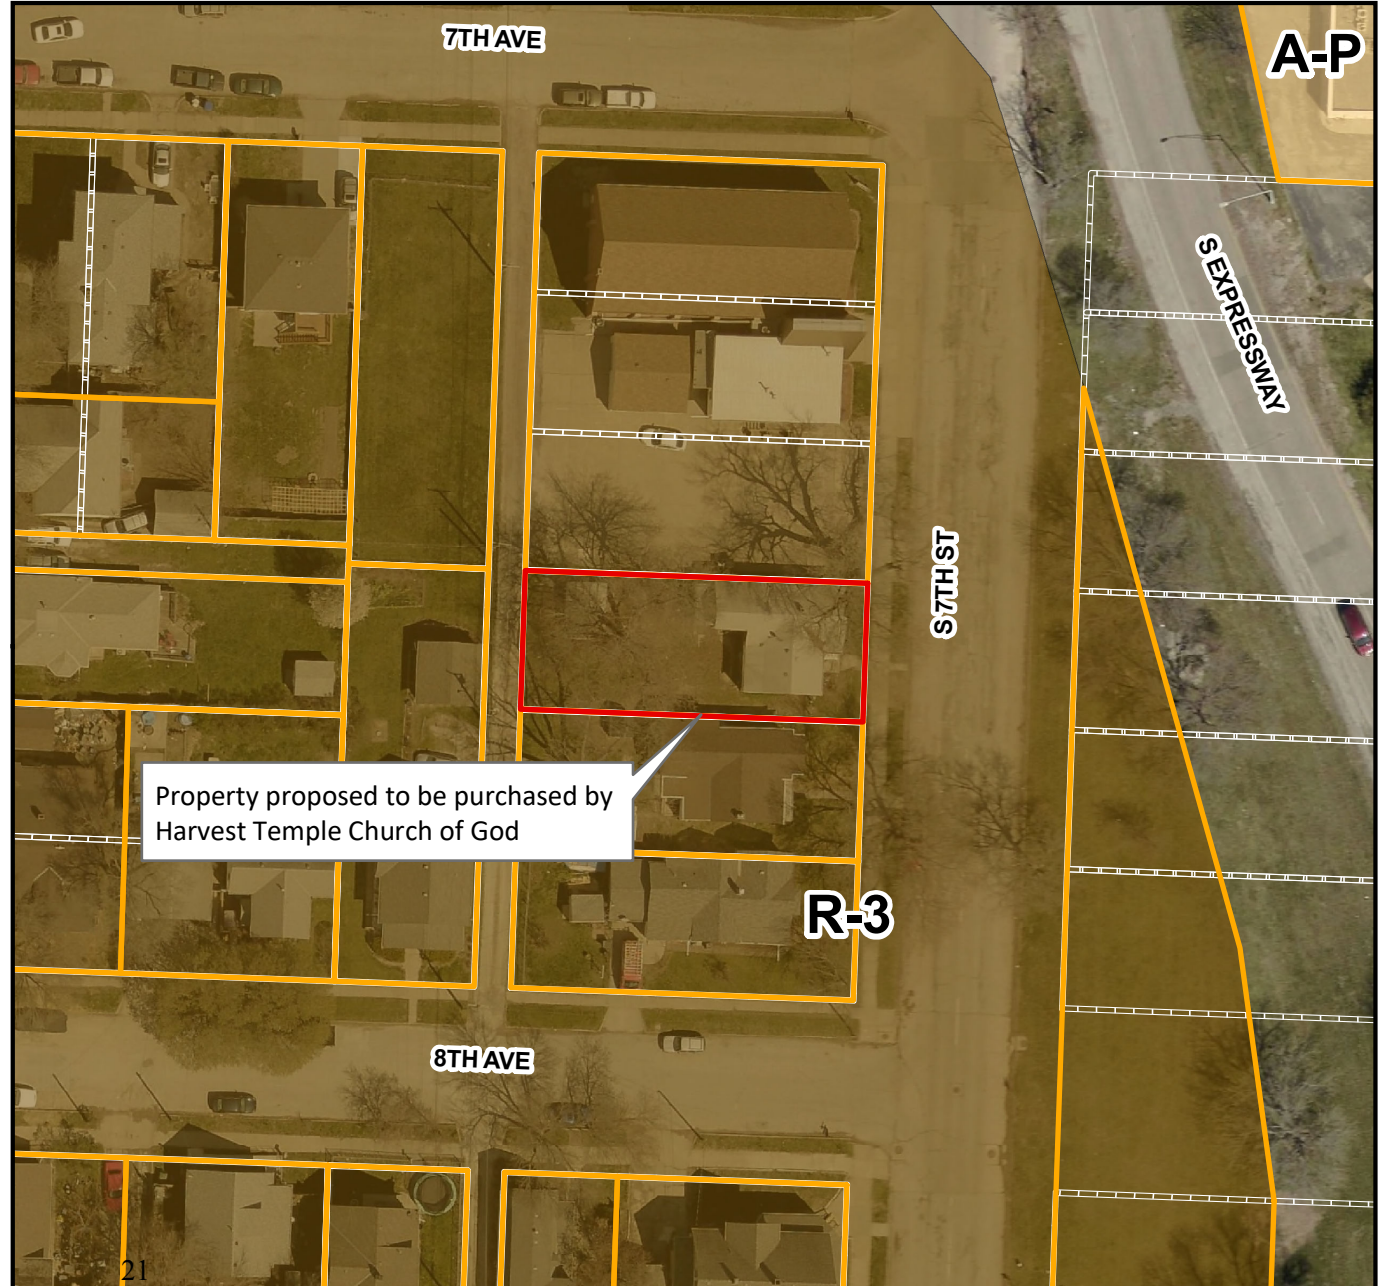 7TH AVE
A-P
S EXPRESSWAY
S 7TH ST
Property proposed to be purchased by
Harvest Temple Church of God
R-3
8TH AVE
21